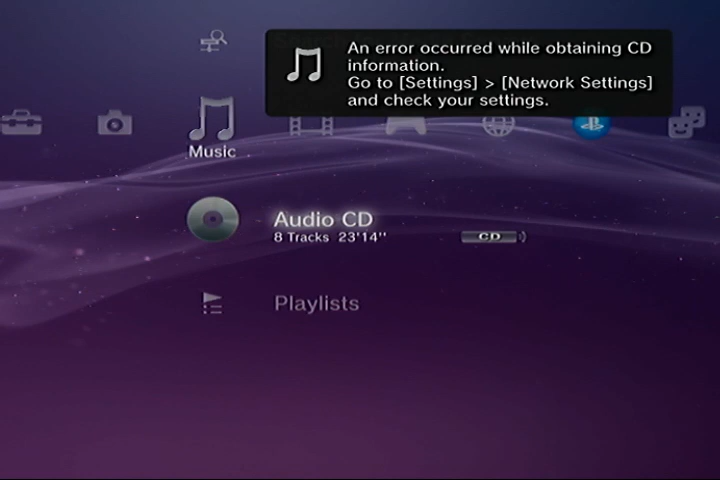 An error occurred while obtaining CD
information.
Go to [Settings] > [Network Settings]
and check your settings.
Music
Audio CD
8 Tracks 23'14''
CD
Playlists